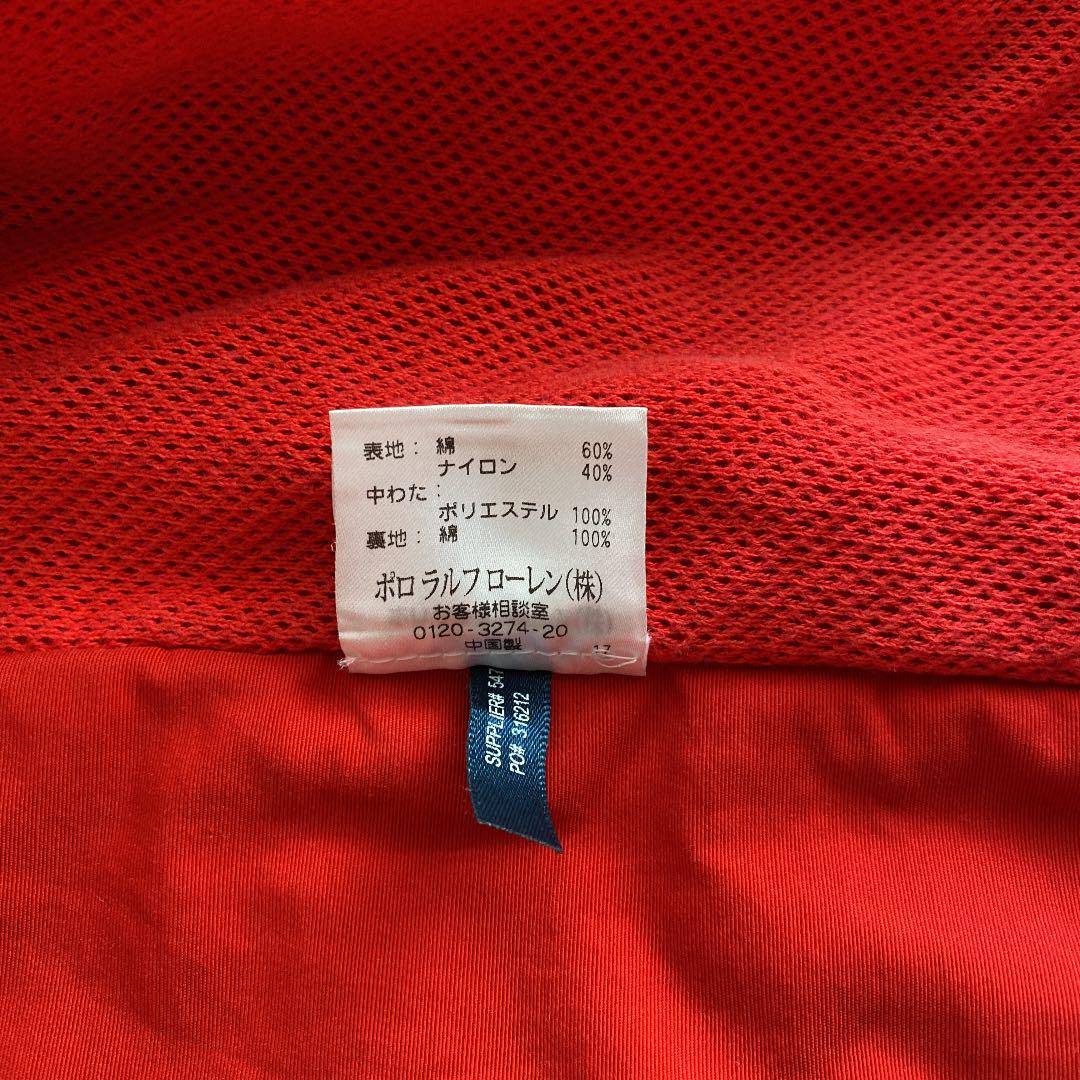 表地: 綿 60%
ナイロン 40%
中わた:
ポリエステル 100%
裏地: 綿 100%
ポロ ラルフ ローレン(株)
お客様相談室
0120-3274-20
中国製 17
SUPPLIER# 547
PO# 316212